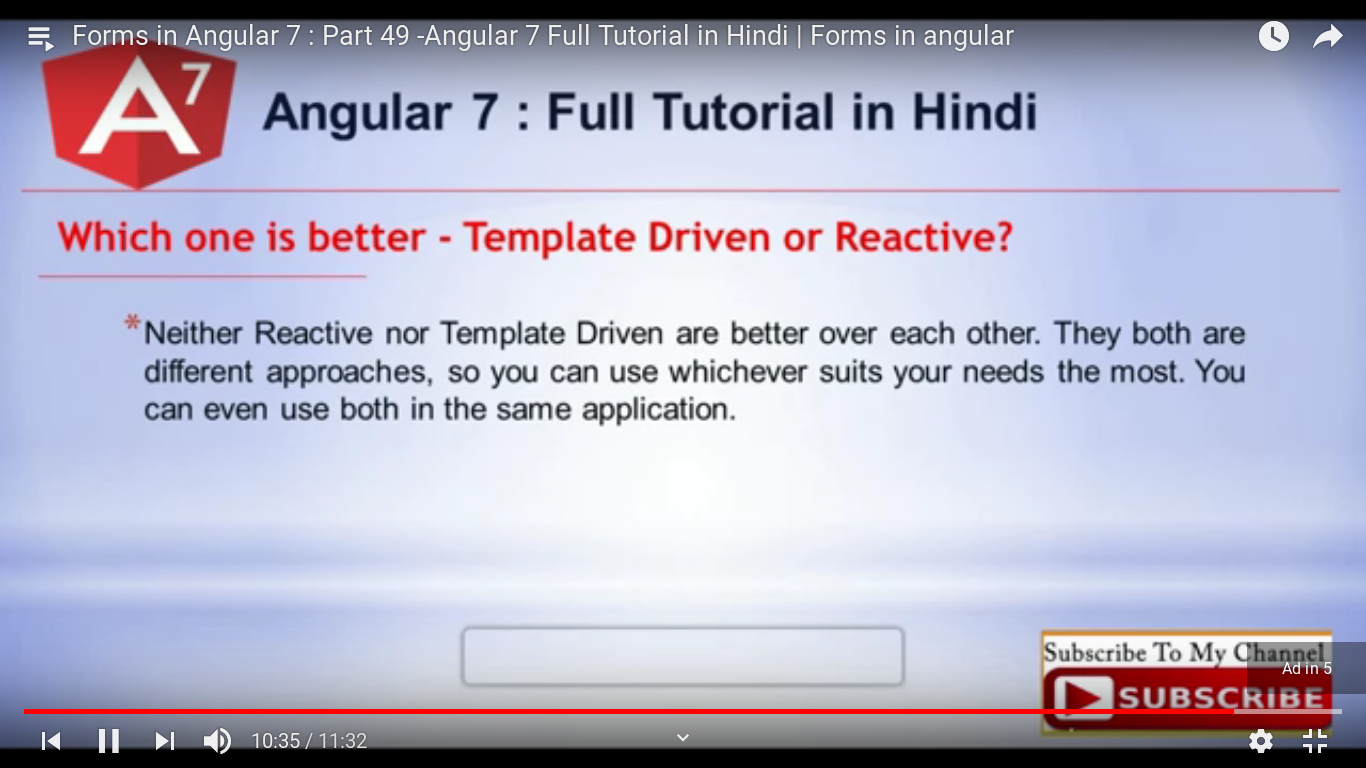 Forms in Angular 7 : Part 49 -Angular 7 Full Tutorial in Hindi | Forms in angular
A7
Angular 7 : Full Tutorial in Hindi
Which one is better - Template Driven or Reactive?
*Neither Reactive nor Template Driven are better over each other. They both are
different approaches, so you can use whichever suits your needs the most. You
can even use both in the same application.
Subscribe To My Channel
Ad in 5
SUBSCRIBE
10:35 / 11:32